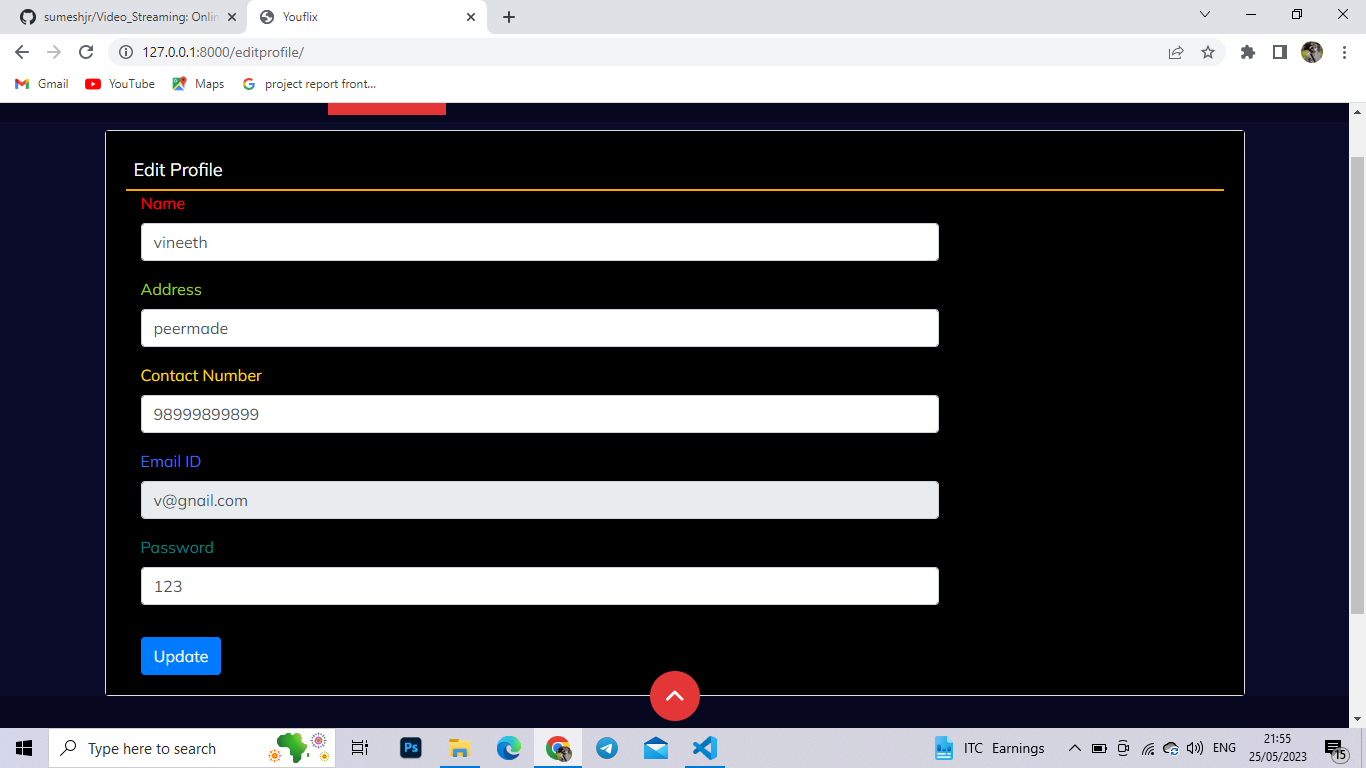 sumeshjr/Video_Streaming: Onlin
Youflix
127.0.0.1:8000/editprofile/
Gmail
YouTube
Maps
project report front...
Edit Profile
Name
vineeth
Address
peermade
Contact Number
98999899899
Email ID
v@gnail.com
Password
123
Update
Type here to search
Ps
ITC Earnings
ENG
21:55
25/05/2023
15